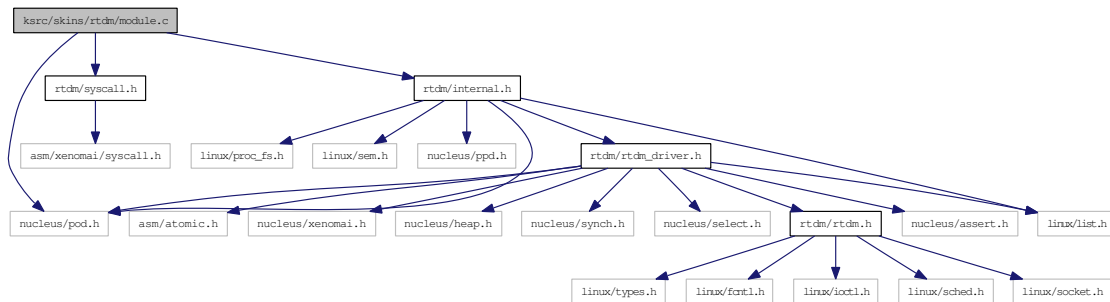 ksrc/skins/rtdm/module.c
rtdm/syscall.h
rtdm/internal.h
asm/xenomai/syscall.h
linux/proc_fs.h
linux/sem.h
nucleus/ppd.h
rtdm/rtdm_driver.h
nucleus/pod.h
asm/atomic.h
nucleus/xenomai.h
nucleus/heap.h
nucleus/synch.h
nucleus/select.h
rtdm/rtdm.h
nucleus/assert.h
linux/list.h
linux/types.h
linux/fcntl.h
linux/ioctl.h
linux/sched.h
linux/socket.h